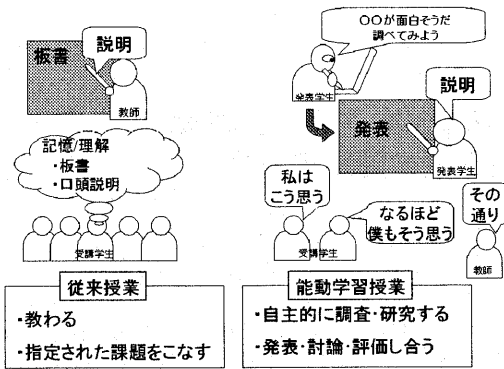 板書
説明
教師
記憶/理解
・板書
・口頭説明
受講学生
従来授業
・教わる
・指定された課題をこなす
〇〇が面白そうだ
調べてみよう
発表学生
説明
発表
発表学生
私は
こう思う
なるほど
僕もそう思う
受講学生
その
通り
教師
能動学習授業
・自主的に調査・研究する
・発表・討論・評価し合う